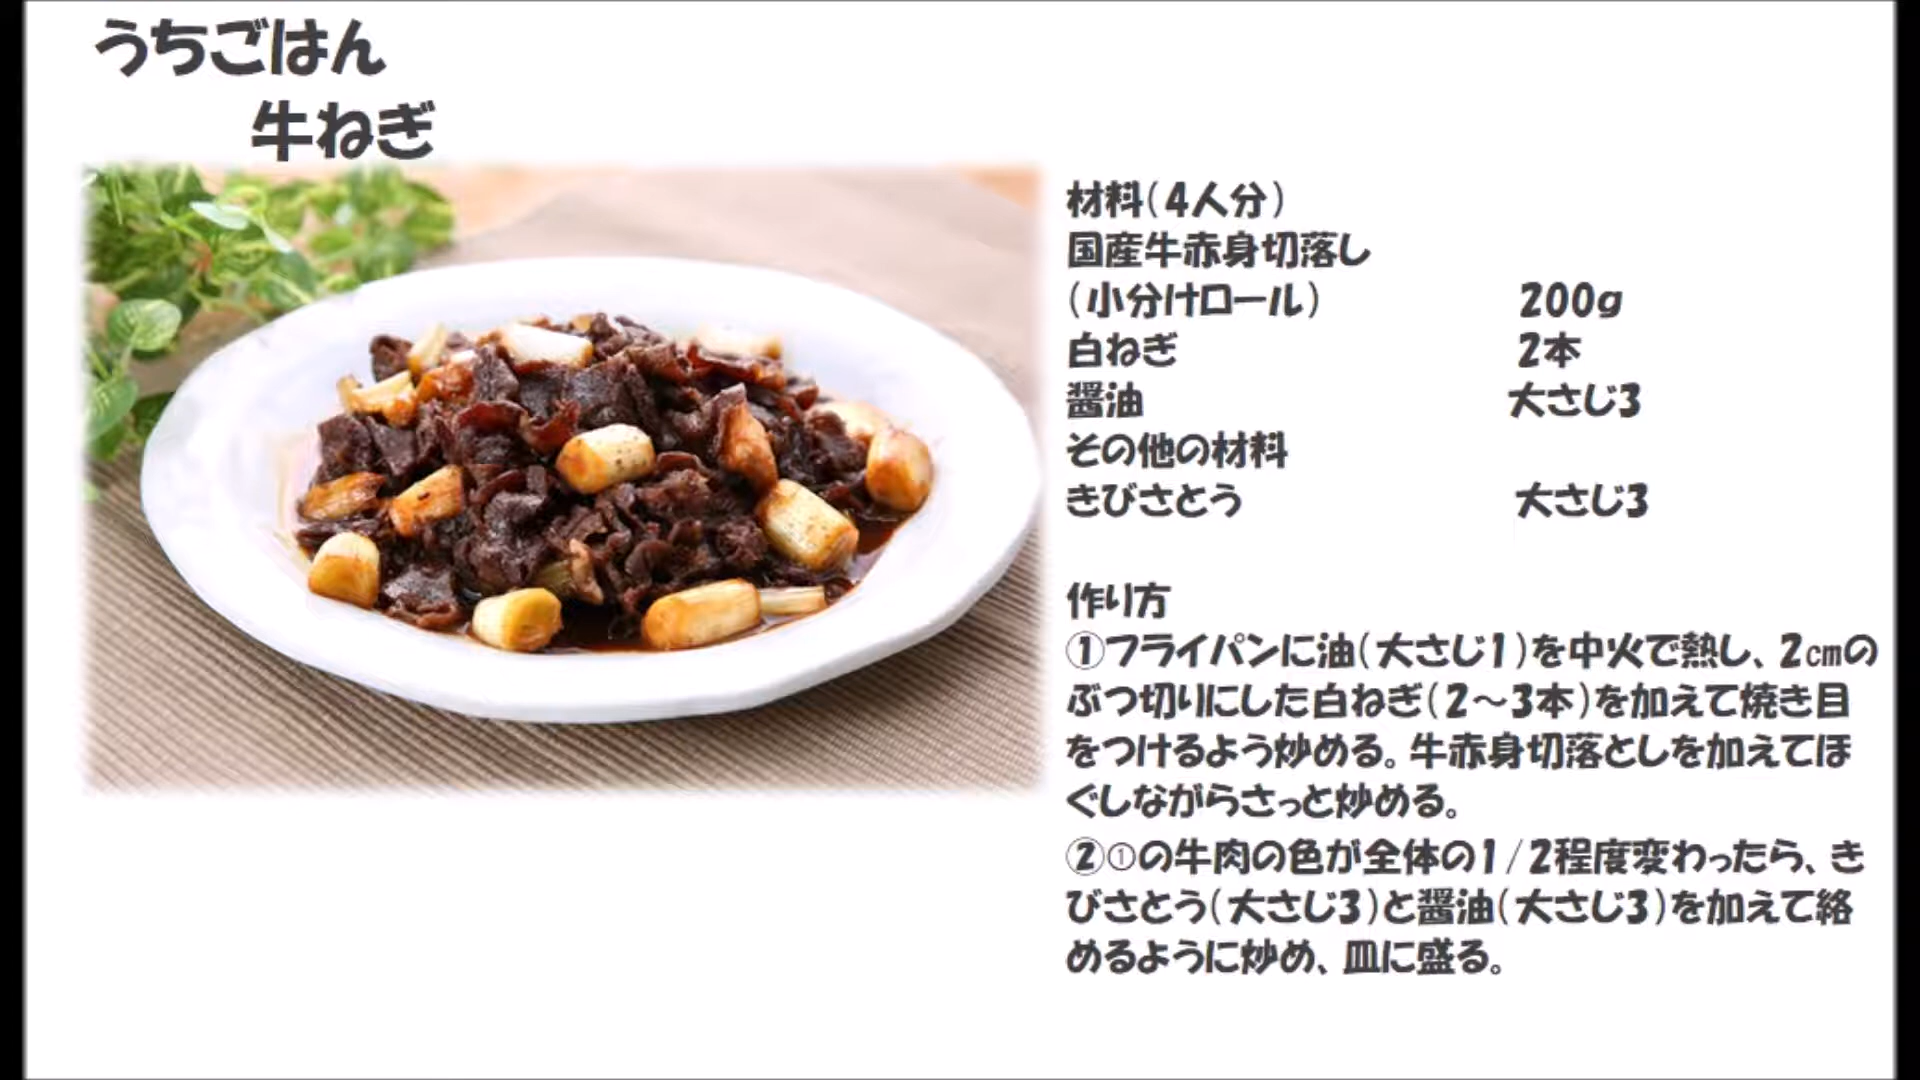 うちごはん
牛ねぎ
材料(4人分)
国産牛赤身切落し
(小分けロール) 200g
白ねぎ 2本
醤油 大さじ3
その他の材料
きびさとう 大さじ3
作り方
①フライパンに油(大さじ1)を中火で熱し、2㎝の
ぶつ切りにした白ねぎ(2～3本)を加えて焼き目
をつけるよう炒める。牛赤身切落としを加えてほ
ぐしながらさっと炒める。
②①の牛肉の色が全体の1/2程度変わったら、き
びさとう(大さじ3)と醤油(大さじ3)を加えて絡
めるように炒め、皿に盛る。